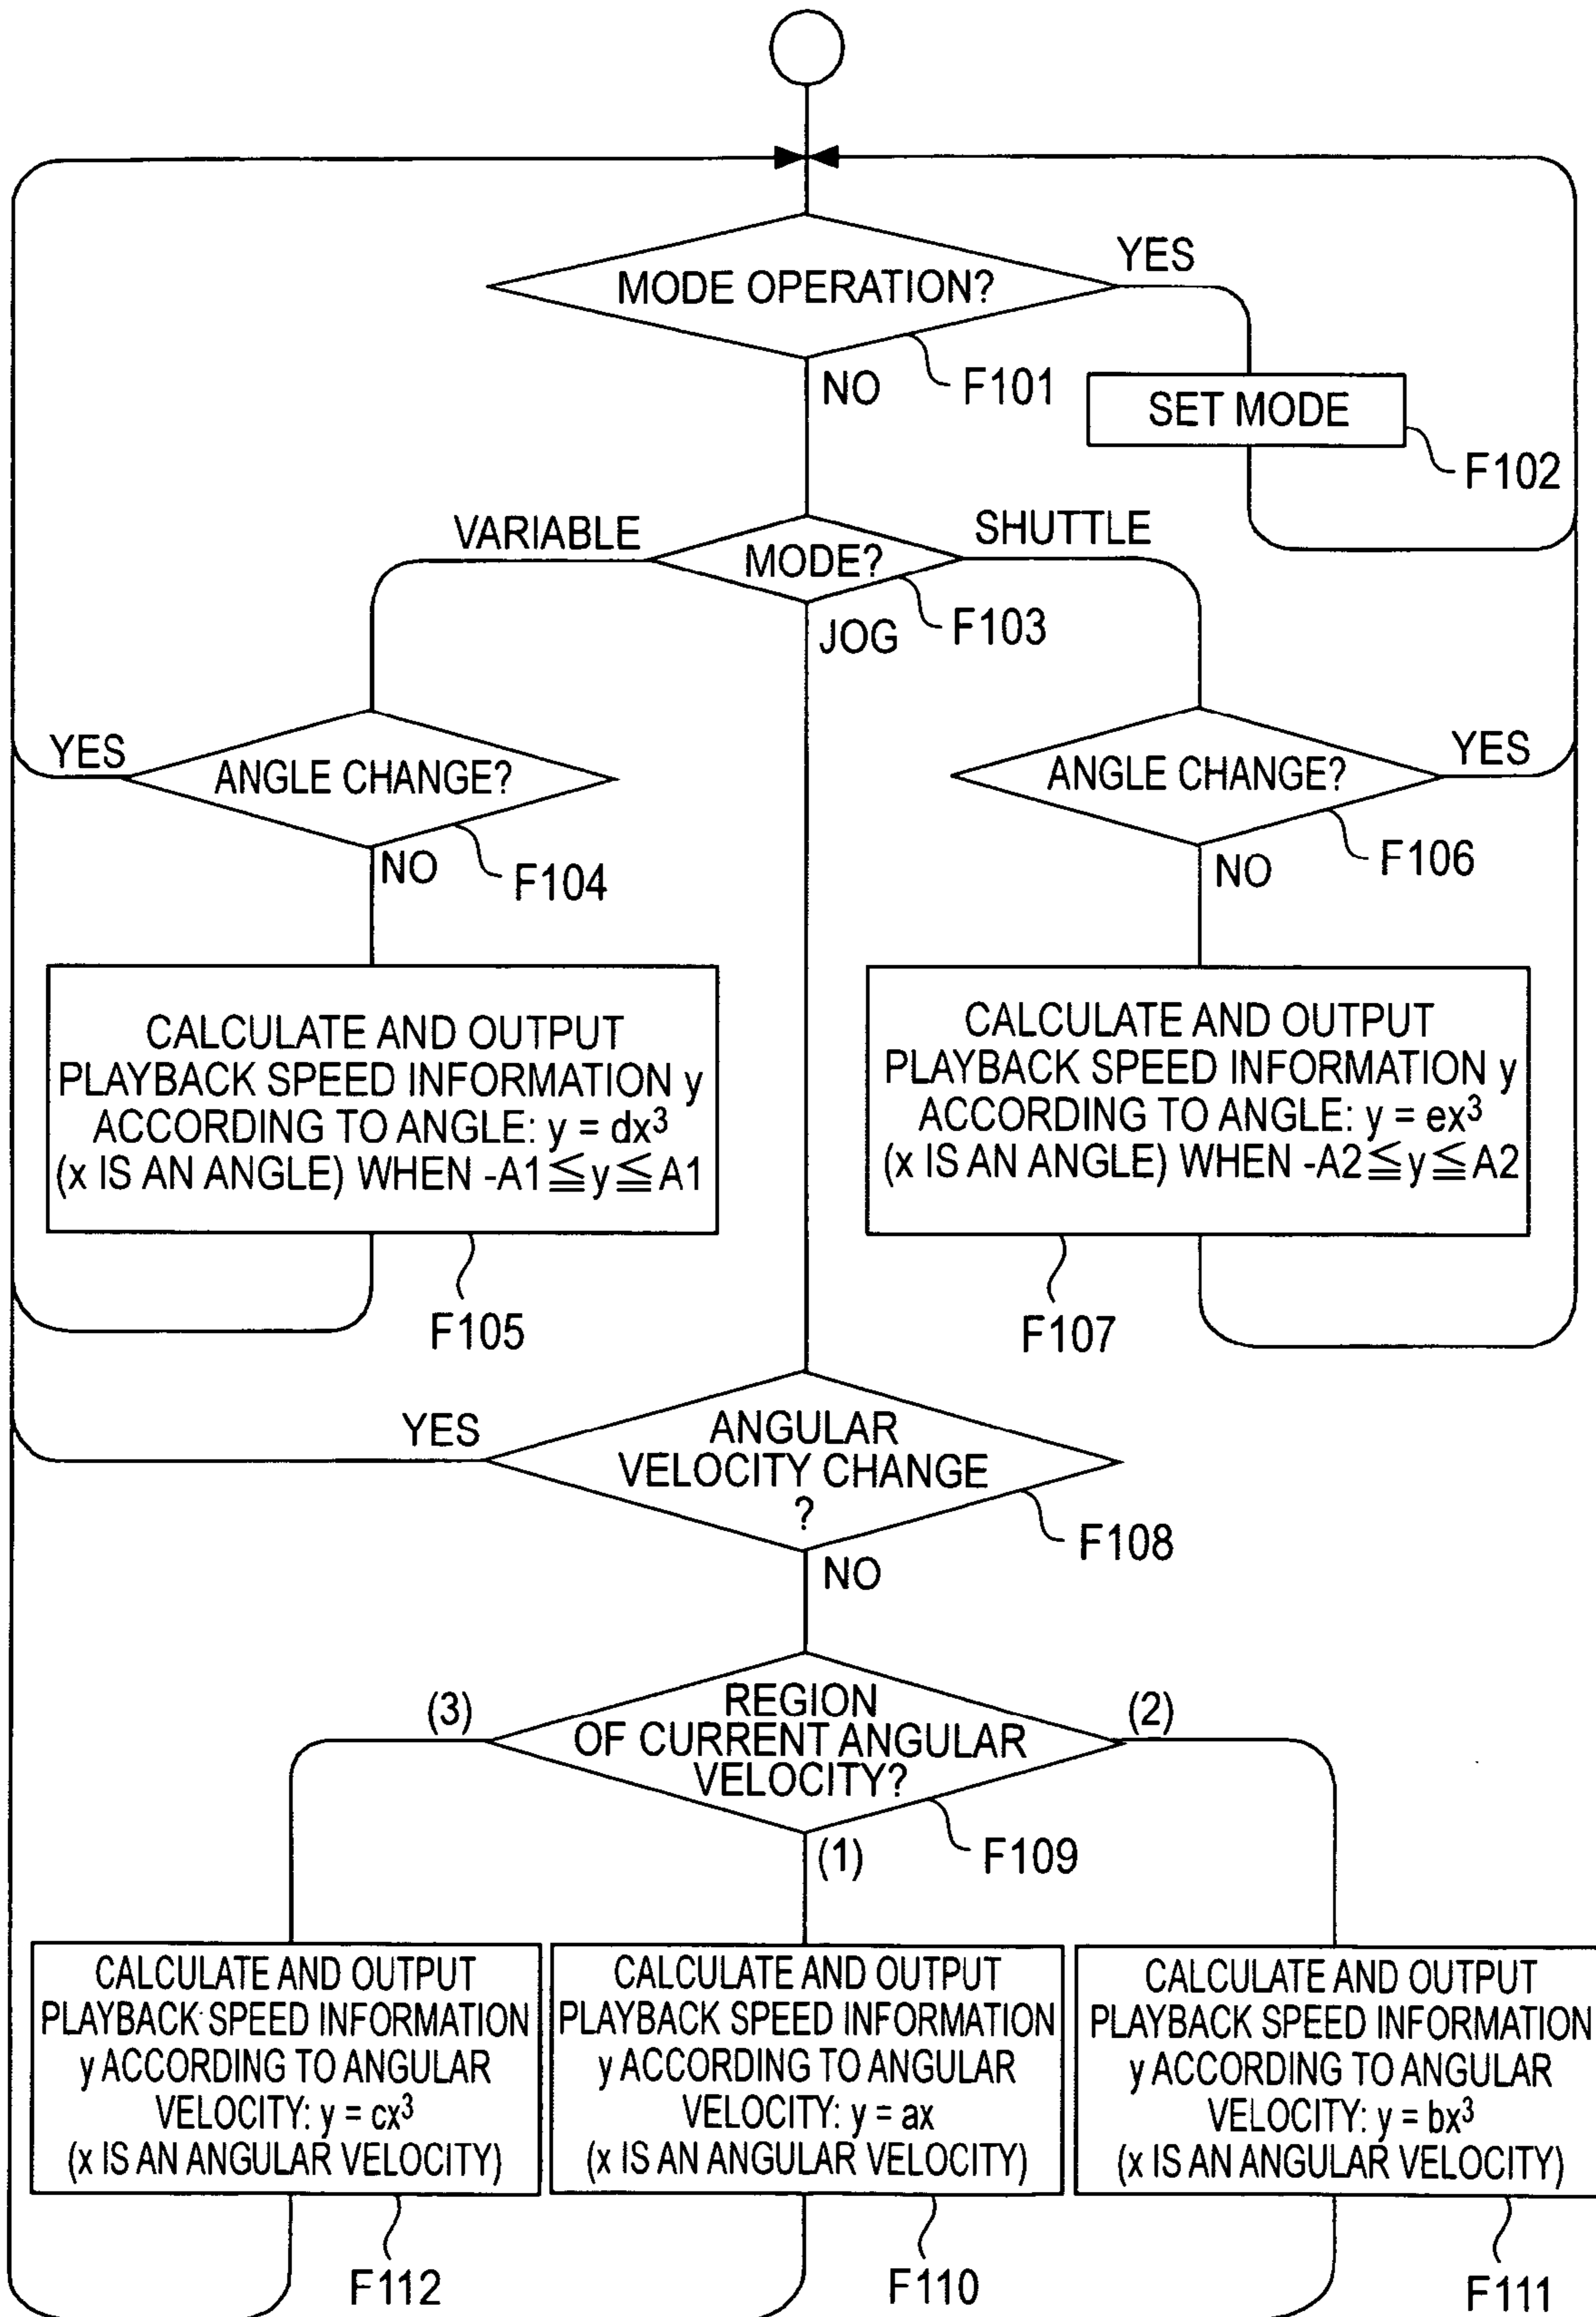 MODE OPERATION?
YES
NO
F101
SET MODE
F102
VARIABLE
MODE?
SHUTTLE
JOG
F103
YES
ANGLE CHANGE?
NO
F104
ANGLE CHANGE?
YES
NO
F106
CALCULATE AND OUTPUT
PLAYBACK SPEED INFORMATION y
ACCORDING TO ANGLE: y = dx³
(x IS AN ANGLE) WHEN -A1≦y≦A1
F105
CALCULATE AND OUTPUT
PLAYBACK SPEED INFORMATION y
ACCORDING TO ANGLE: y = ex³
(x IS AN ANGLE) WHEN -A2≦y≦A2
F107
YES
ANGULAR
VELOCITY CHANGE
?
F108
NO
(3)
REGION
OF CURRENT ANGULAR
VELOCITY?
(2)
(1)
F109
CALCULATE AND OUTPUT
PLAYBACK SPEED INFORMATION
y ACCORDING TO ANGULAR
VELOCITY: y = cx³
(x IS AN ANGULAR VELOCITY)
F112
CALCULATE AND OUTPUT
PLAYBACK SPEED INFORMATION
y ACCORDING TO ANGULAR
VELOCITY: y = ax
(x IS AN ANGULAR VELOCITY)
F110
CALCULATE AND OUTPUT
PLAYBACK SPEED INFORMATION
y ACCORDING TO ANGULAR
VELOCITY: y = bx³
(x IS AN ANGULAR VELOCITY)
F111